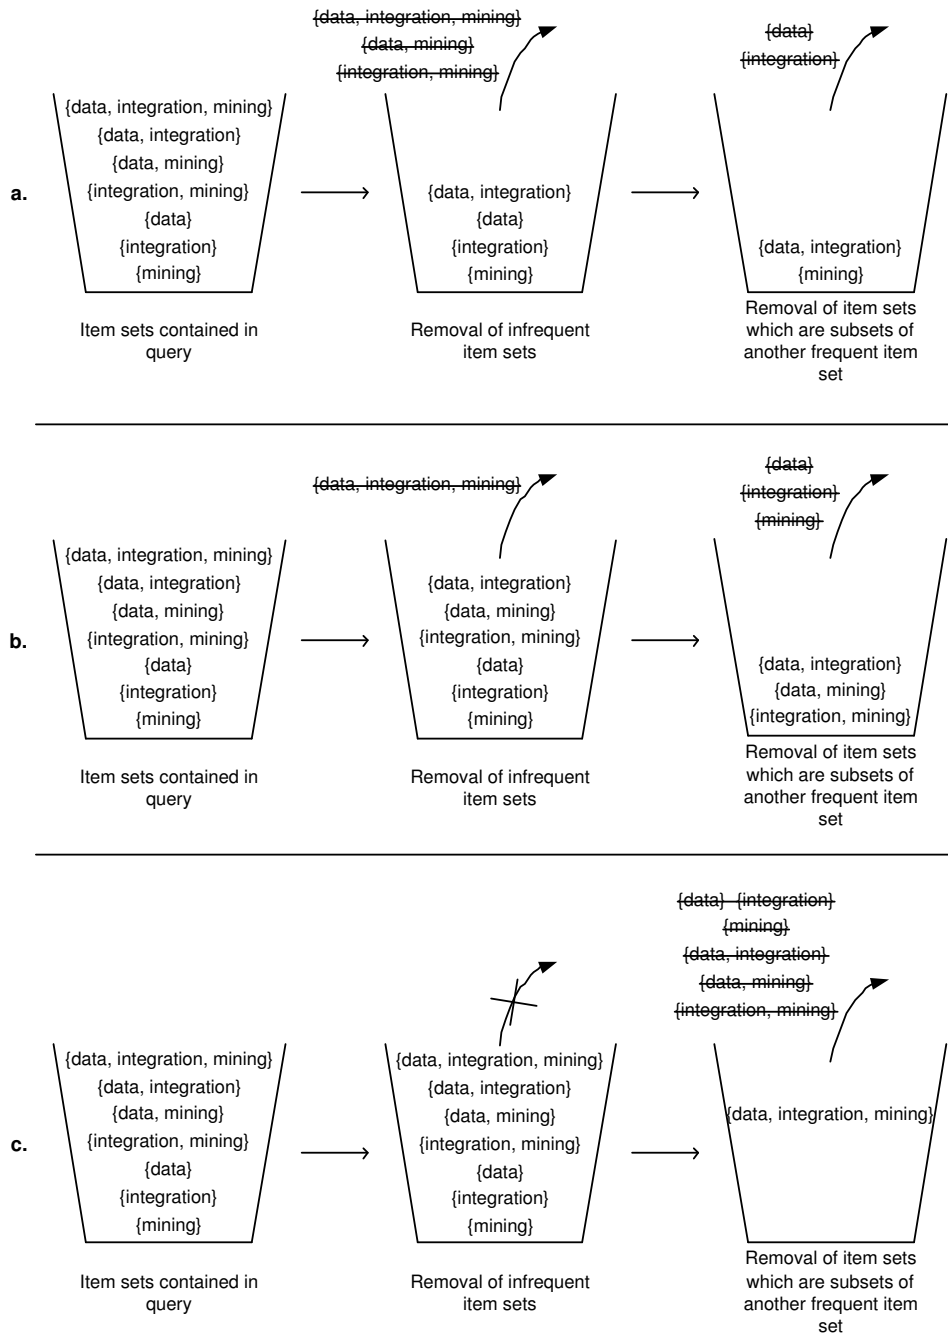 {data, integration, mining}
{data, mining}
{integration, mining}
{data}
{integration}
a.
{data, integration, mining}
{data, integration}
{data, mining}
{integration, mining}
{data}
{integration}
{mining}
{data, integration}
{data}
{integration}
{mining}
{data, integration}
{mining}
Item sets contained in
query
Removal of infrequent
item sets
Removal of item sets
which are subsets of
another frequent item
set
{data, integration, mining}
{data}
{integration}
{mining}
b.
{data, integration, mining}
{data, integration}
{data, mining}
{integration, mining}
{data}
{integration}
{mining}
{data, integration}
{data, mining}
{integration, mining}
{data}
{integration}
{mining}
{data, integration}
{data, mining}
{integration, mining}
Item sets contained in
query
Removal of infrequent
item sets
Removal of item sets
which are subsets of
another frequent item
set
{data} {integration}
{mining}
{data, integration}
{data, mining}
{integration, mining}
c.
{data, integration, mining}
{data, integration}
{data, mining}
{integration, mining}
{data}
{integration}
{mining}
{data, integration, mining}
{data, integration}
{data, mining}
{integration, mining}
{data}
{integration}
{mining}
{data, integration, mining}
Item sets contained in
query
Removal of infrequent
item sets
Removal of item sets
which are subsets of
another frequent item
set